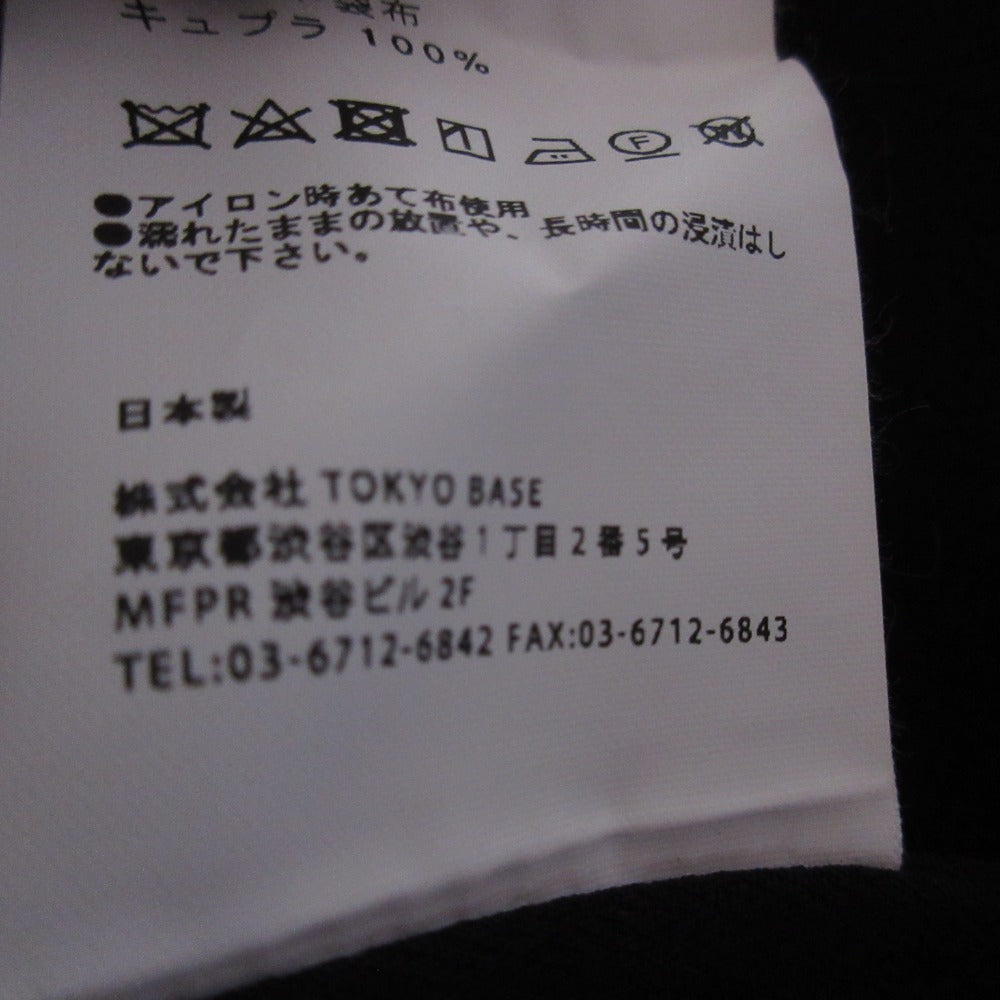 袋布
キュプラ 100%
F
W
●アイロン時あて布使用
●濡れたままの放置や、長時間の浸漬はし
ないで下さい。
日本製
株式会社 TOKYO BASE
東京都渋谷区渋谷1丁目2番5号
MFPR 渋谷ビル 2F
TEL:03-6712-6842 FAX:03-6712-6843